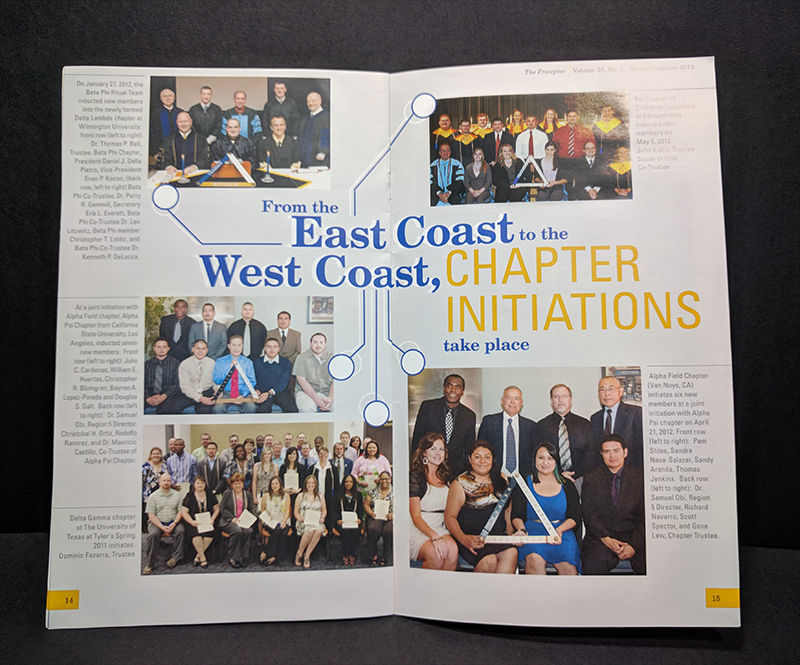 On January 27, 2012, the
Beta Phi Ritual Team
inducted new members
into the newly formed
Delta Lambda chapter at
Wilmington University:
front row (left to right)
Dr. Thomas P. Bell,
Trustee, Beta Phi Chapter,
President Daniel J. Della
Pietro, Vice-President
Evan P. Kocon, (back
row, left to right) Beta
Phi Co-Trustee, Dr. Perry
R. Gemmill, Secretary
Erik L. Everett, Beta
Phi Co-Trustee Dr. Len
Litowitz, Beta Phi member
Christopher T. Liddic, and
Beta Phi Co-Trustee Dr.
Kenneth P. DeLucca.
At a joint initiation with
Alpha Field chapter, Alpha
Psi Chapter from California
State University, Los
Angeles, inducted seven
new members: Front
row (left to right): Julio
C. Cardenas, William E.
Huertas, Christopher
R. Blomgren, Bayron A.
Lopez-Pineda and Douglas
S. Galt. Back row (left
to right): Dr. Samuel
Obi, Region 5 Director,
Christobal H. Ortiz, Rodolfo
Ramirez, and Dr. Mauricio
Castillo, Co-Trustee of
Alpha Psi Chapter.
Delta Gamma chapter
at The University of
Texas at Tyler's Spring
2011 initiates.
Dominic Fazarro, Trustee
14
From the
East Coast to the
West Coast, CHAPTER
INITIATIONS
take place
The Preceptor Volume 29, No. 1 Spring/Summer 2012
Psi Chapter at
California University
of Pennsylvania
inducted new
members on
May 5, 2012.
John Kallis, Trustee
Susan Urbine,
Co-Trustee
Alpha Field Chapter
(Van Nuys, CA)
initiates six new
members at a joint
initiation with Alpha
Psi chapter on April
21, 2012. Front row
(left to right): Pam
Stiles, Sandra
Nova-Salazar, Sandy
Aranda, Thomas
Jenkins. Back row
(left to right): Dr.
Samuel Obi, Region
5 Director, Richard
Navarro, Scott
Spector, and Gene
Lew, Chapter Trustee.
15